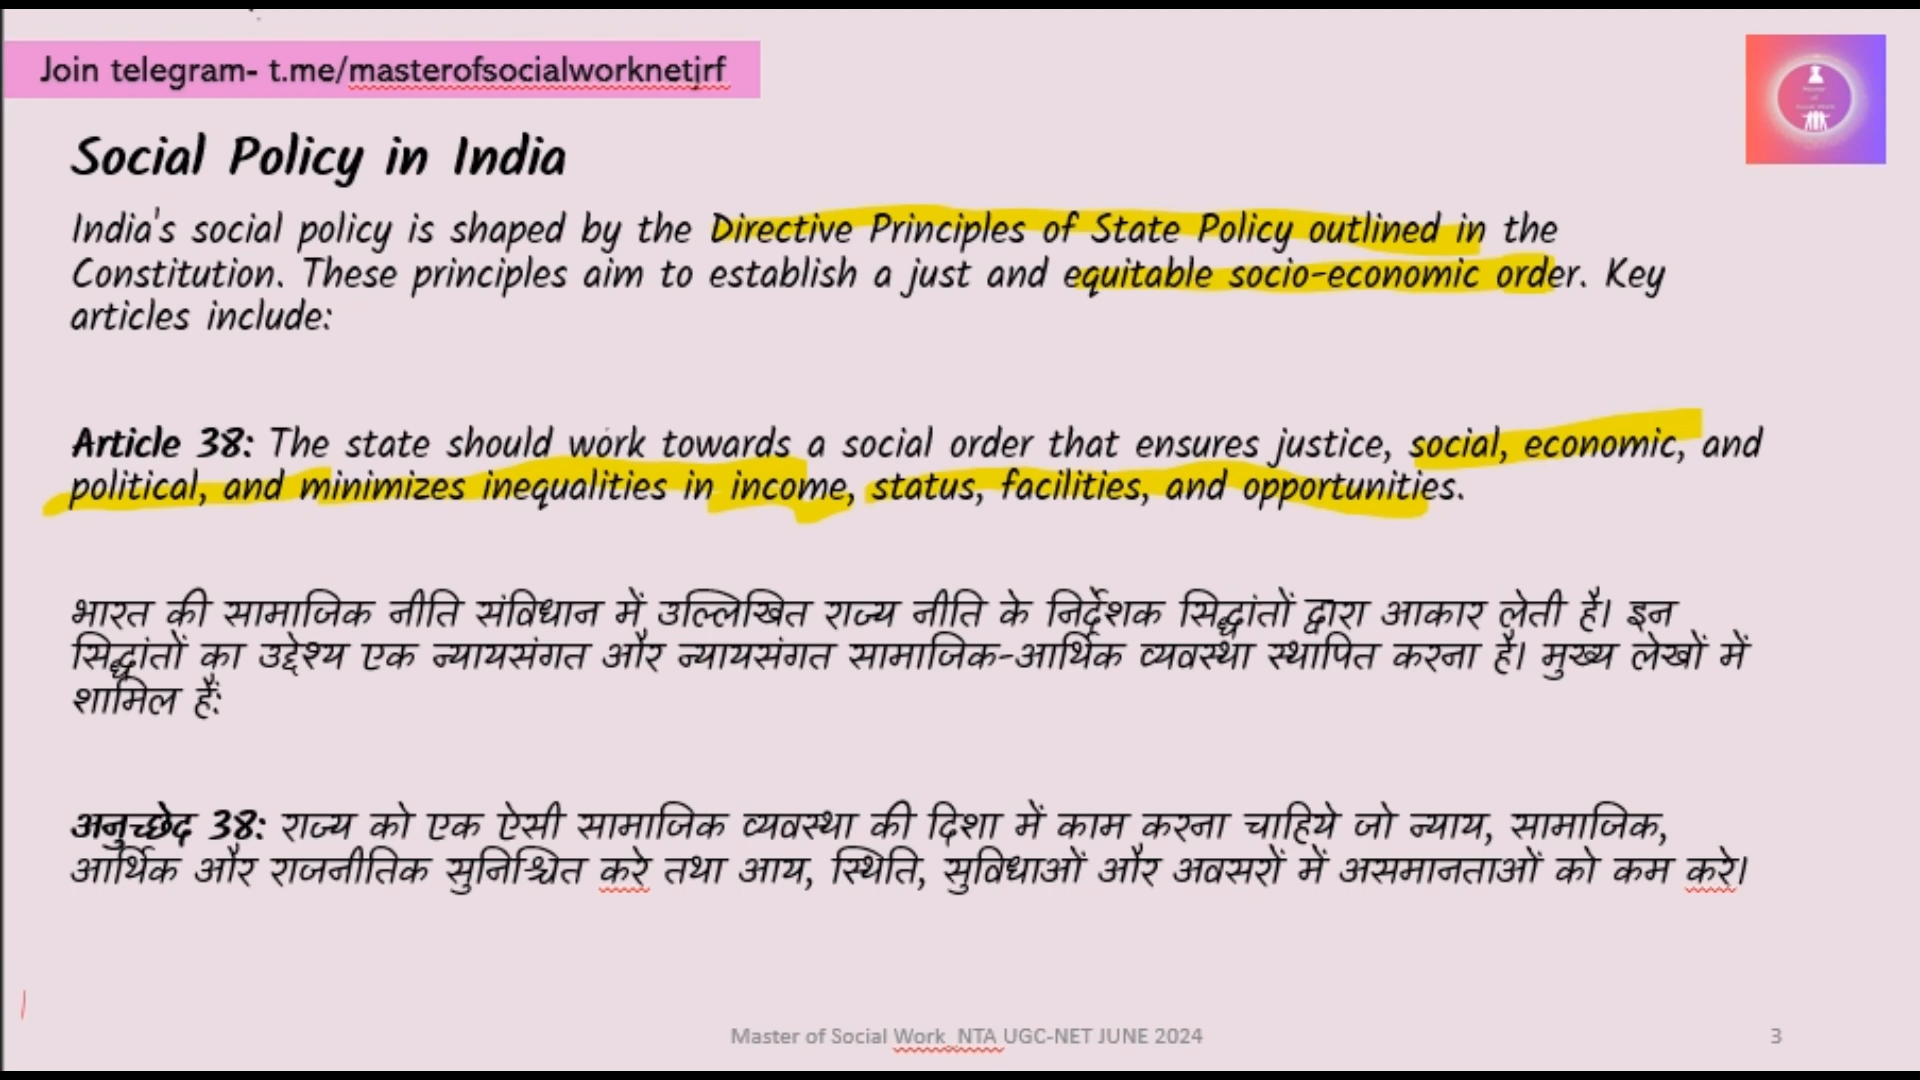 Join telegram- t.me/masterofsocialworknetjrf
Social Policy in India
India's social policy is shaped by the Directive Principles of State Policy outlined in the
Constitution. These principles aim to establish a just and equitable socio-economic order. Key
articles include:
Article 38: The state should work towards a social order that ensures justice, social, economic, and
political, and minimizes inequalities in income, status, facilities, and opportunities.
भारत की सामाजिक नीति संविधान में उल्लिखित राज्य नीति के निर्देशक सिद्धांतों द्वारा आकार लेती है। इन
सिद्धांतों का उद्देश्य एक न्यायसंगत और न्यायसंगत सामाजिक-आर्थिक व्यवस्था स्थापित करना है। मुख्य लेखों में
शामिल हैं:
अनुच्छेद 38: राज्य को एक ऐसी सामाजिक व्यवस्था की दिशा में काम करना चाहिये जो न्याय, सामाजिक,
आर्थिक और राजनीतिक सुनिश्चित करे तथा आय, स्थिति, सुविधाओं और अवसरों में असमानताओं को कम करे।
Master of Social Work_NTA UGC-NET JUNE 2024
3